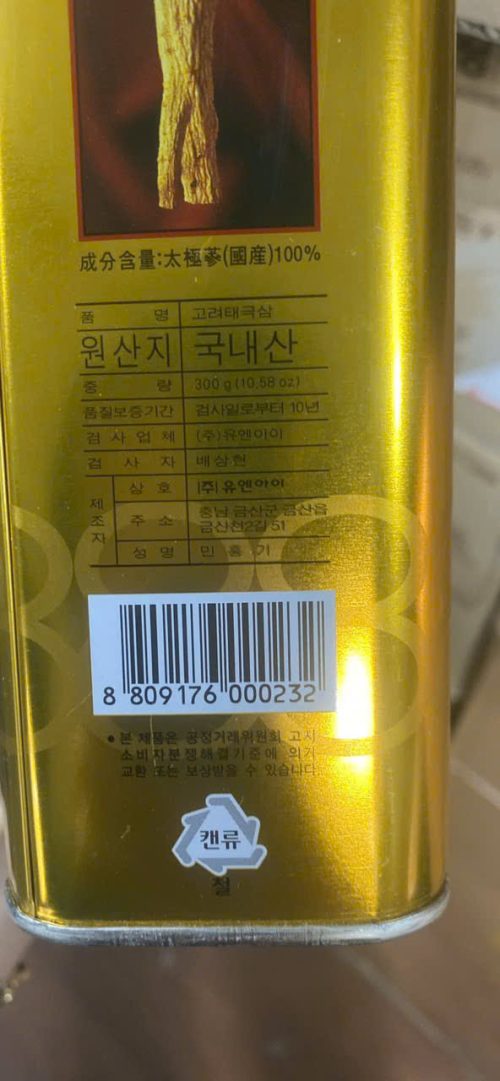 成分含量:太極蔘(國産)100%
품 명 고려태극삼
원산지 국내산
중 량 300 g (10.58 oz)
품질보증기간 검사일로부터 10년
검사업체 (주)유엔아이
검 사 자 배상현
제조자
상 호 (주)유엔아이
주 소 충남 금산군 금산읍
금산천2길 51
성 명 민 홍 기
8 809176 000232
● 본 제품은 공정거래위원회 고시
소비자분쟁해결기준에 의거
교환 또는 보상받을 수 있습니다
캔류
철